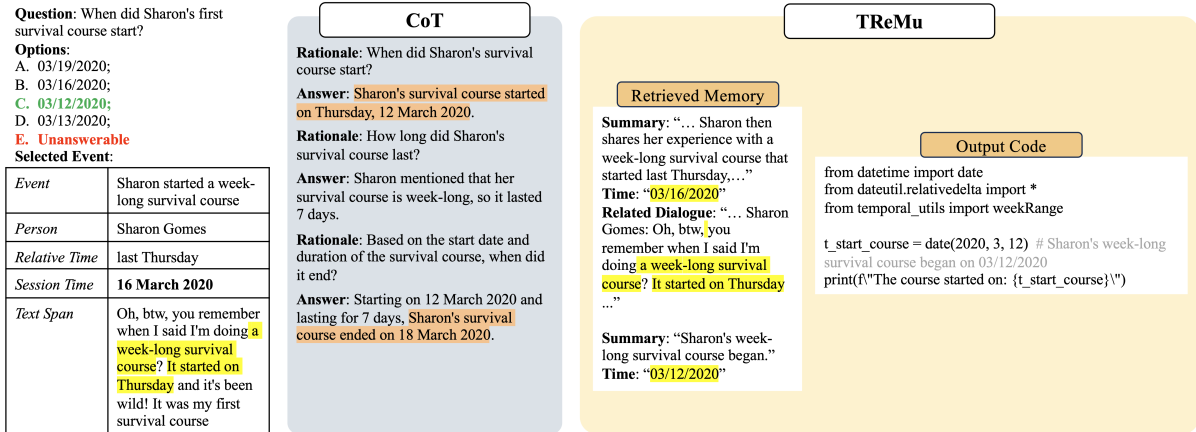 Question: When did Sharon's first
survival course start?
Options:
A. 03/19/2020;
B. 03/16/2020;
C. 03/12/2020;
D. 03/13/2020;
E. Unanswerable
Selected Event:
Event
Sharon started a week-
long survival course
Person
Sharon Gomes
Relative Time
last Thursday
Session Time
16 March 2020
Text Span
Oh, btw, you remember
when I said I'm doing a
week-long survival
course? It started on
Thursday and it's been
wild! It was my first
survival course
CoT
Rationale: When did Sharon's survival
course start?
Answer: Sharon's survival course started
on Thursday, 12 March 2020.
Rationale: How long did Sharon's
survival course last?
Answer: Sharon mentioned that her
survival course is week-long, so it lasted
7 days.
Rationale: Based on the start date and
duration of the survival course, when did
it end?
Answer: Starting on 12 March 2020 and
lasting for 7 days, Sharon's survival
course ended on 18 March 2020.
TReMu
Retrieved Memory
Summary: “… Sharon then
shares her experience with a
week-long survival course that
started last Thursday,…”
Time: “03/16/2020”
Related Dialogue: “… Sharon
Gomes: Oh, btw, you
remember when I said I'm
doing a week-long survival
course? It started on Thursday
...”
Summary: “Sharon's week-
long survival course began.”
Time: “03/12/2020”
Output Code
from datetime import date
from dateutil.relativedelta import *
from temporal_utils import weekRange
t_start_course = date(2020, 3, 12) # Sharon's week-long
survival course began on 03/12/2020
print(f\"The course started on: {t_start_course}\")